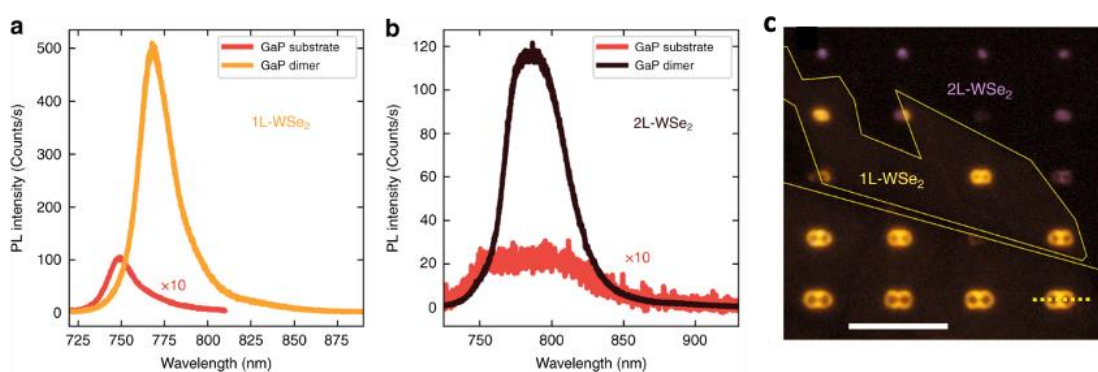 a
500
400
300
200
100
0
725 750 775 800 825 850 875
PL intensity (Counts/s)
Wavelength (nm)
GaP substrate
GaP dimer
1L-WSe₂
×10
b
120
100
80
60
40
20
0
750 800 850 900
PL intensity (Counts/s)
Wavelength (nm)
GaP substrate
GaP dimer
2L-WSe₂
×10
c
2L-WSe₂
1L-WSe₂